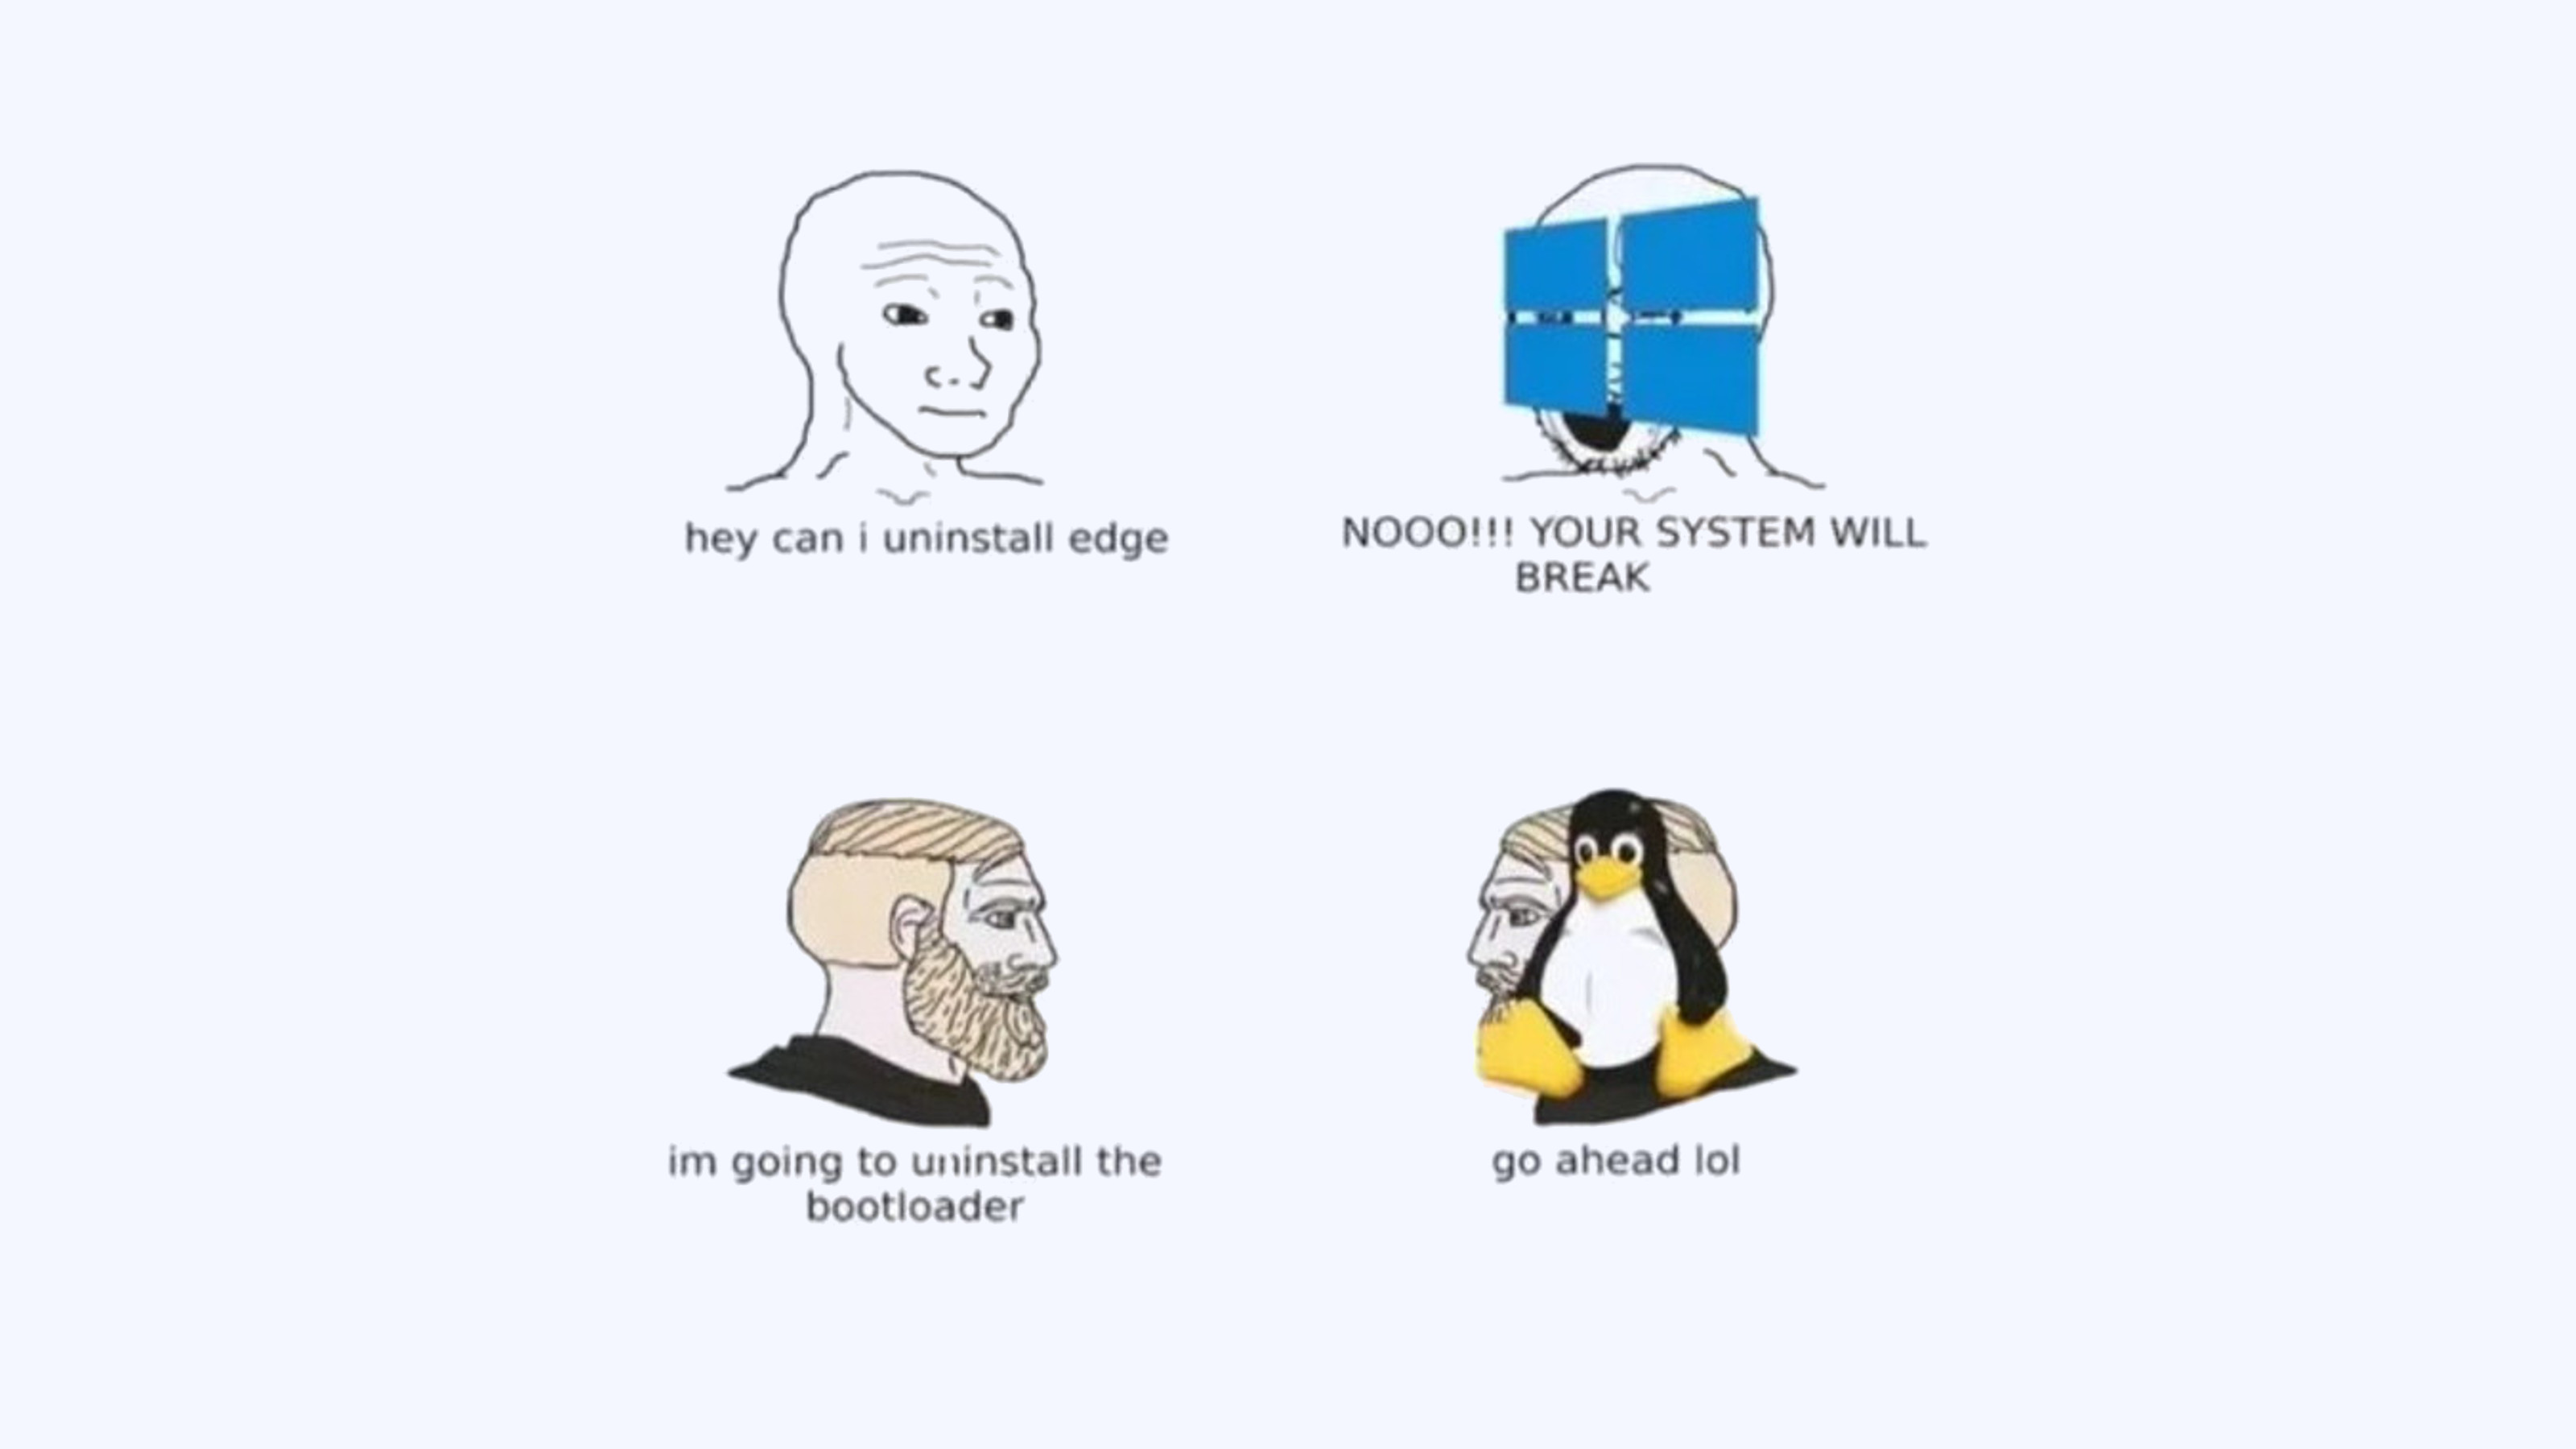 hey can i uninstall edge
NOOO!!! YOUR SYSTEM WILL
BREAK
im going to uninstall the
bootloader
go ahead lol